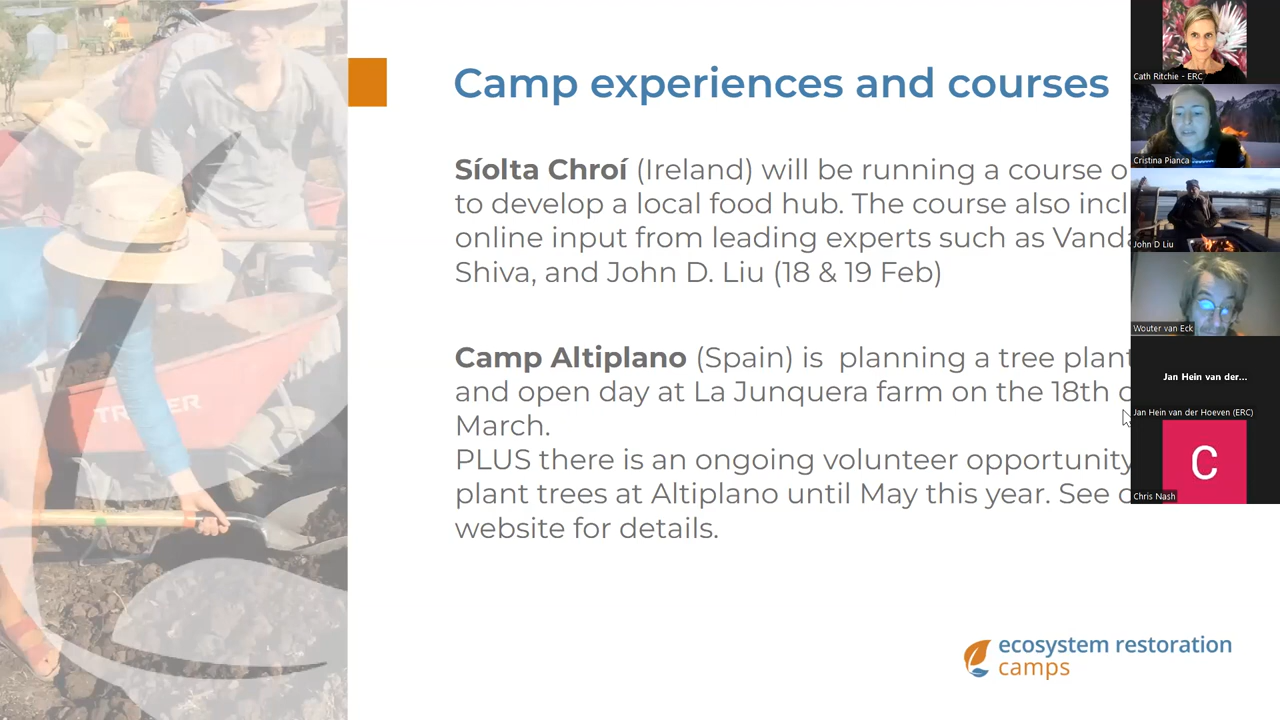 Camp experiences and courses
Síolta Chroí (Ireland) will be running a course
to develop a local food hub. The course also
online input from leading experts such as
Shiva, and John D. Liu (18 & 19 Feb)
Camp Altiplano (Spain) is planning a tree
and open day at La Junquera farm on the 18th
March.
PLUS there is an ongoing volunteer opportunity
plant trees at Altiplano until May this year. See
website for details.
ecosystem restoration
camps
Cath Ritchie - ERC
Cristina Pianca
John D Liu
Wouter van Eck
Jan Hein van der...
Jan Hein van der Hoeven (ERC)
C
Chris Nash